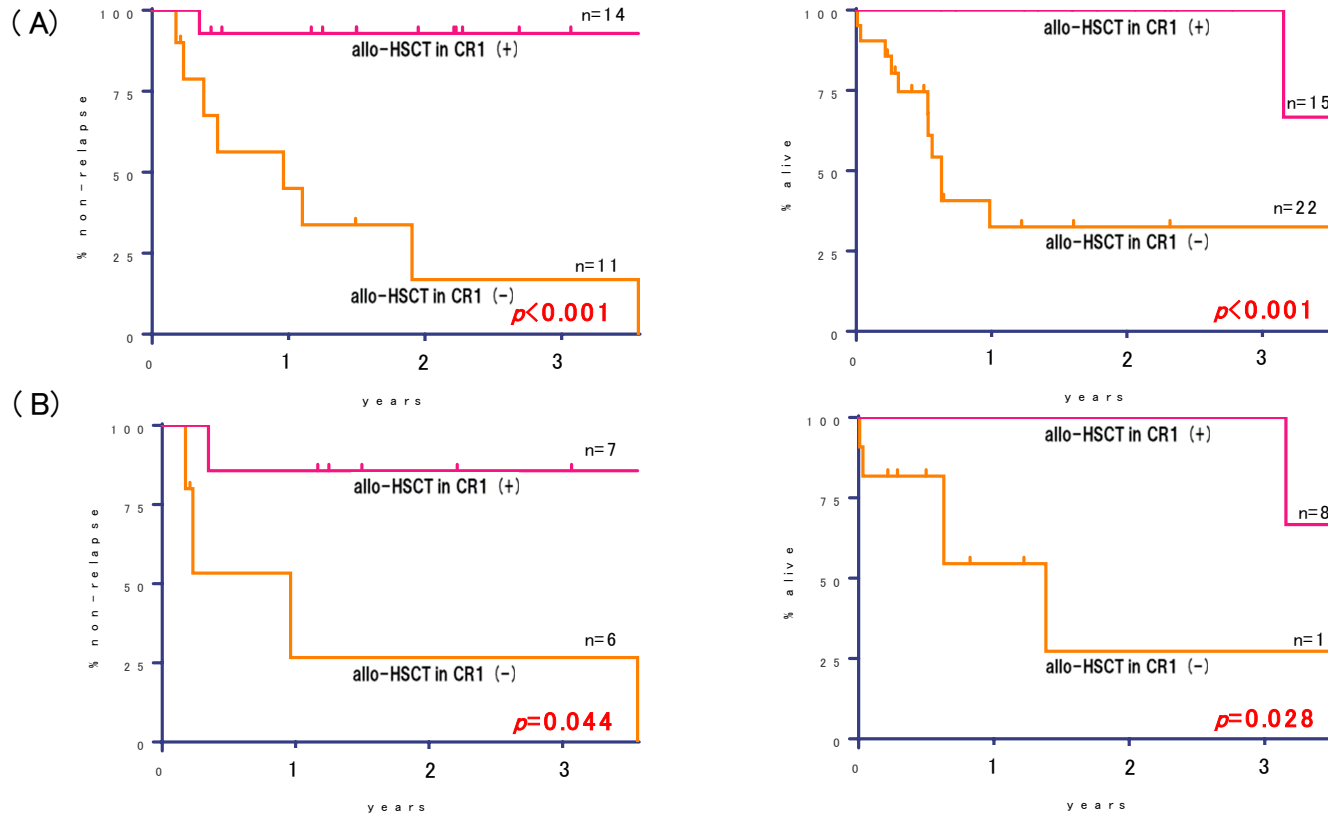 (A)
100
75
50
25
% non-relapse
n=14
allo-HSCT in CR1 (+)
n=11
allo-HSCT in CR1 (-)
p<0.001
0
1
2
3
years
100
75
50
25
0
% alive
allo-HSCT in CR1 (+)
n=15
n=22
allo-HSCT in CR1 (-)
p<0.001
0
1
2
3
years
(B)
100
75
50
25
0
% non-relapse
n=7
allo-HSCT in CR1 (+)
n=6
allo-HSCT in CR1 (-)
p=0.044
0
1
2
3
years
100
75
50
25
0
% alive
allo-HSCT in CR1 (+)
n=8
n=1
allo-HSCT in CR1 (-)
p=0.028
0
1
2
3
years